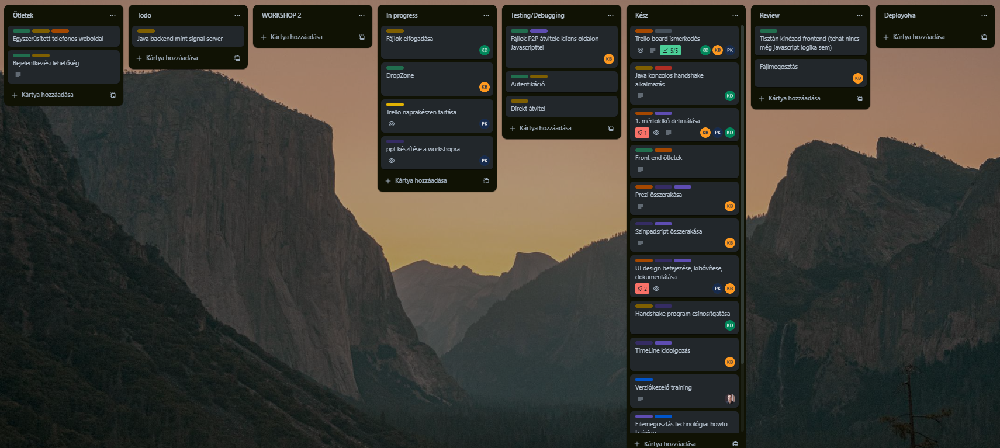 Ötletek
Egyszerűsített telefonos weboldal
Bejelentkezési lehetőség
Kártya hozzáadása
Todo
Java backend mint signal server
Kártya hozzáadása
WORKSHOP 2
Kártya hozzáadása
In progress
Fájlok elfogadása
KD
DropZone
KB
Trello naprakészen tartása
PK
ppt készítése a workshopra
PK
Kártya hozzáadása
Testing/Debugging
Fájlok P2P átvitele kliens oldalon
Javascripttel
KB
Autentikáció
Direkt átvitel
Kártya hozzáadása
Kész
Trello board ismerkedés
5/5
KD KB PK
Java konzolos handshake
alkalmazás
KD
1. mérföldkő definiálása
1
KB PK KD
Front end ötletek
Prezi összerakása
KB
Szinpadsript összerakása
KB
UI design befejezése, kibővítese,
dokumentálása
2
PK KB
Handshake program csinosítgatása
KD
TimeLine kidolgozás
KB
Verziókezelő training
Filemegosztás technológiai howto
training
Kártya hozzáadása
Review
Tisztán kinézed frontend (tehát nincs
még javascript logika sem)
Fájlmegosztás
KB
Kártya hozzáadása
Deployolva
Kártya hozzáadása